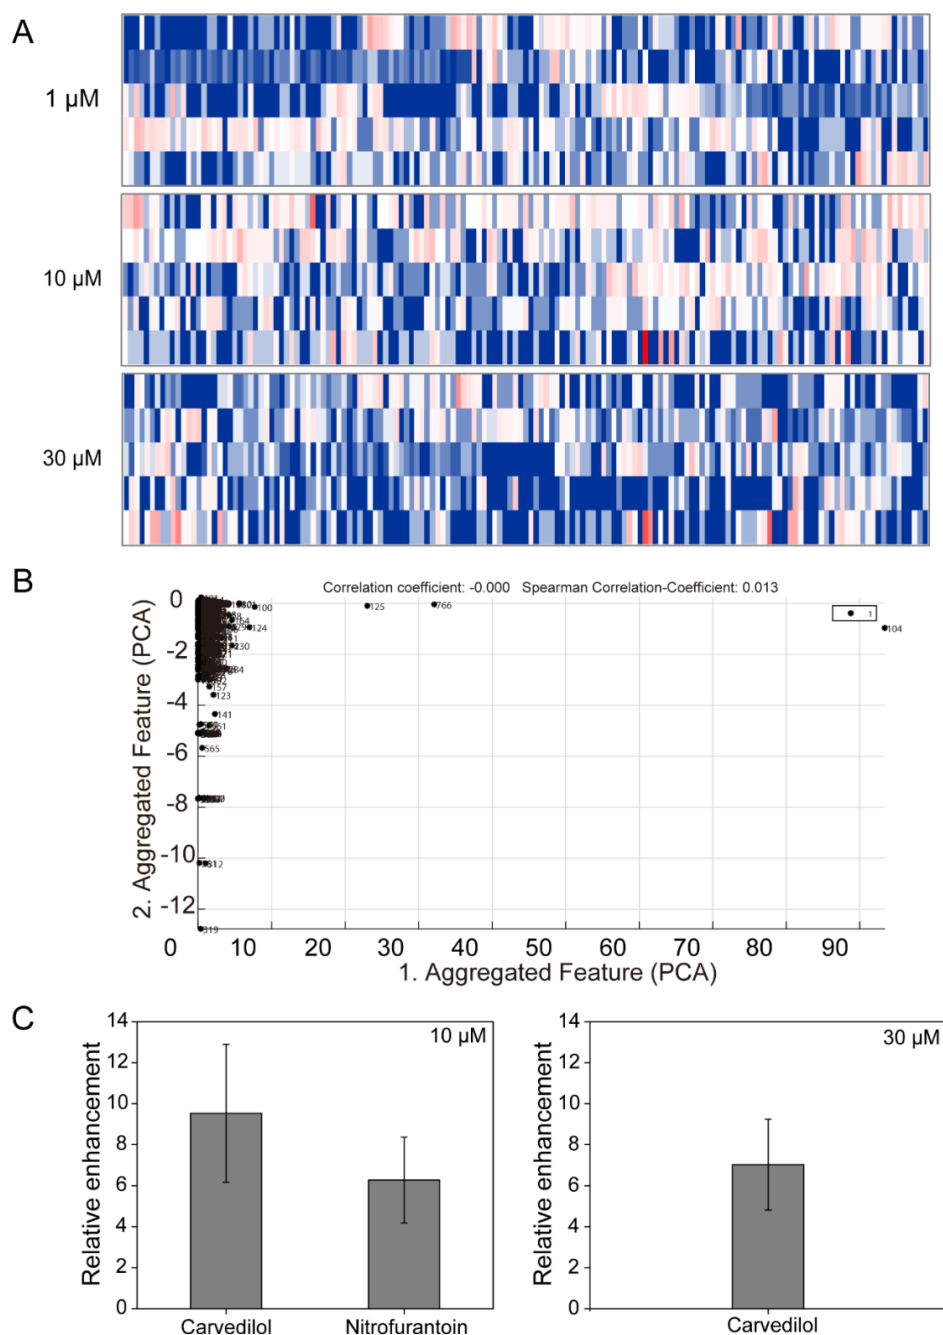 A
1 µM
10 µM
30 µM
B
Correlation coefficient: -0.000 Spearman Correlation-Coefficient: 0.013
0
-2
-4
-6
-8
-10
-12
2. Aggregated Feature (PCA)
100
125
766
1
104
124
230
157
123
141
565
319
0 10 20 30 40 50 60 70 80 90
1. Aggregated Feature (PCA)
C
14
12
10
8
6
4
2
0
Relative enhancement
10 µM
Carvedilol Nitrofurantoin
14
12
10
8
6
4
2
0
Relative enhancement
30 µM
Carvedilol